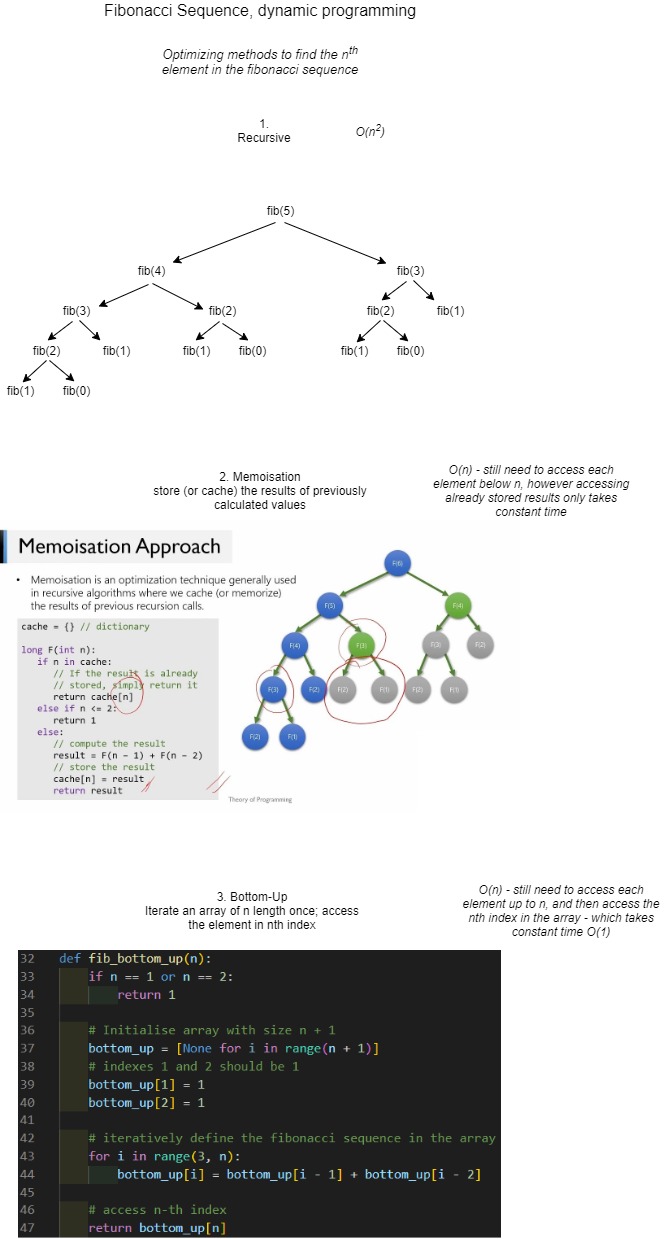 Fibonacci Sequence, dynamic programming
Optimizing methods to find the nth
element in the fibonacci sequence
1.
Recursive
O(n²)
fib(5)
fib(4) fib(3)
fib(3) fib(2) fib(2) fib(1)
fib(2) fib(1) fib(1) fib(0) fib(1) fib(0)
fib(1) fib(0)
2. Memoisation
store (or cache) the results of previously
calculated values
O(n) - still need to access each
element below n, however accessing
already stored results only takes
constant time
Memoisation Approach
• Memoisation is an optimization technique generally used
in recursive algorithms where we cache (or memorize)
the results of previous recursion calls.
cache = {} // dictionary
long F(int n):
if n in cache:
// If the result is already
// stored, simply return it
return cache[n]
else if n <= 2:
return 1
else:
// compute the result
result = F(n - 1) + F(n - 2)
// store the result
cache[n] = result
return result
F(6)
F(5) F(4)
F(4) F(3) F(3) F(2)
F(3) F(2) F(2) F(1) F(2) F(1)
F(2) F(1)
Theory of Programming
3. Bottom-Up
Iterate an array of n length once; access
the element in nth index
O(n) - still need to access each
element up to n, and then access the
nth index in the array - which takes
constant time O(1)
32 def fib_bottom_up(n):
33 if n == 1 or n == 2:
34 return 1
35
36 # Initialise array with size n + 1
37 bottom_up = [None for i in range(n + 1)]
38 # indexes 1 and 2 should be 1
39 bottom_up[1] = 1
40 bottom_up[2] = 1
41
42 # iteratively define the fibonacci sequence in the array
43 for i in range(3, n):
44 bottom_up[i] = bottom_up[i - 1] + bottom_up[i - 2]
45
46 # access n-th index
47 return bottom_up[n]